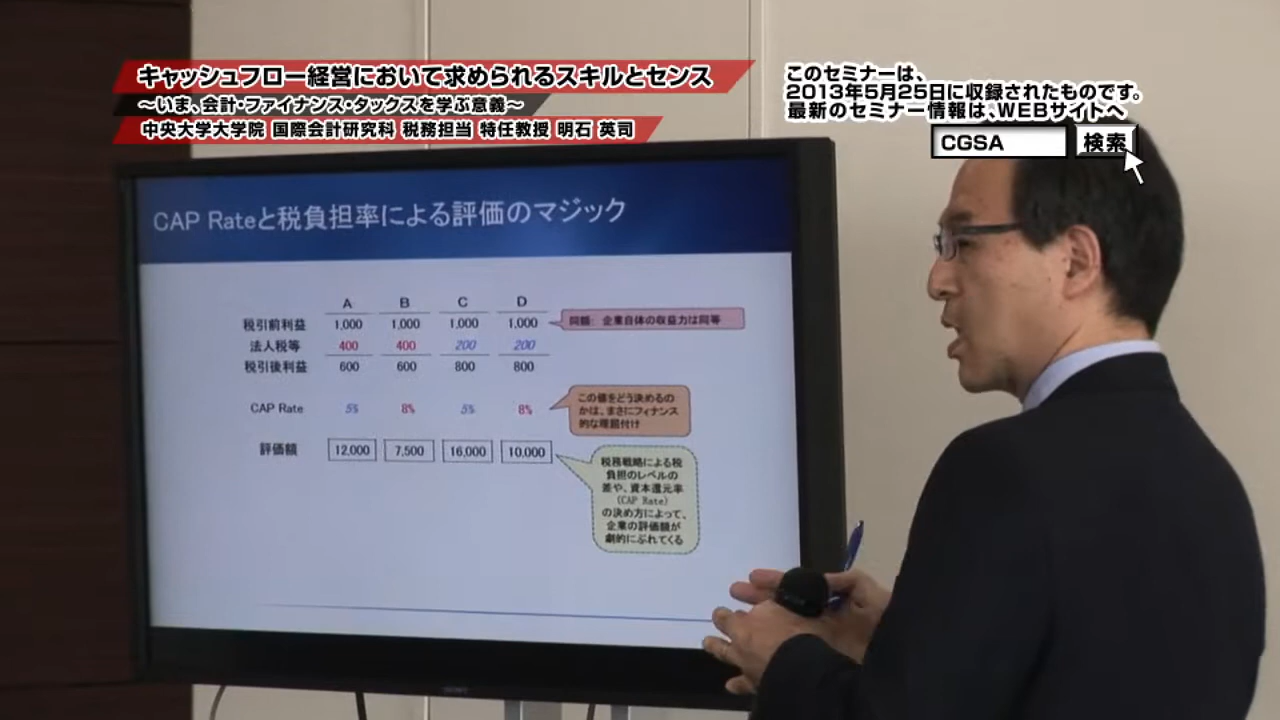 キャッシュフロー経営において求められるスキルとセンス
～いま、会計・ファイナンス・タックスを学ぶ意義～
中央大学大学院 国際会計研究科 税務担当 特任教授 明石 英司
このセミナーは、
2013年5月25日に収録されたものです。
最新のセミナー情報は、WEBサイトへ
CGSA 検索
CAP Rateと税負担率による評価のマジック
A B C D
税引前利益 1,000 1,000 1,000 1,000
同額: 企業自体の収益力は同等
法人税等 400 400 200 200
税引後利益 600 600 800 800
CAP Rate 5% 8% 5% 8%
この値をどう決めるの
かは、まさにフィナンス
的な理屈付け
評価額 12,000 7,500 16,000 10,000
税務戦略による税
負担のレベルの
差や、資本還元率
(CAP Rate)
の決め方によって、
企業の評価額が
劇的にぶれてくる